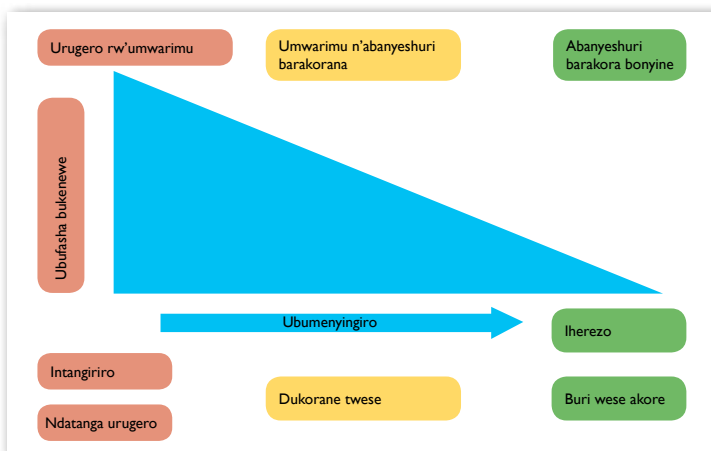 Urugero rw'umwarimu
Umwarimu n'abanyeshuri
barakorana
Abanyeshuri
barakora bonyine
Ubufasha bukenewe
Ubumenyingiro
Iherezo
Intangiriro
Ndatanga urugero
Dukorane twese
Buri wese akore